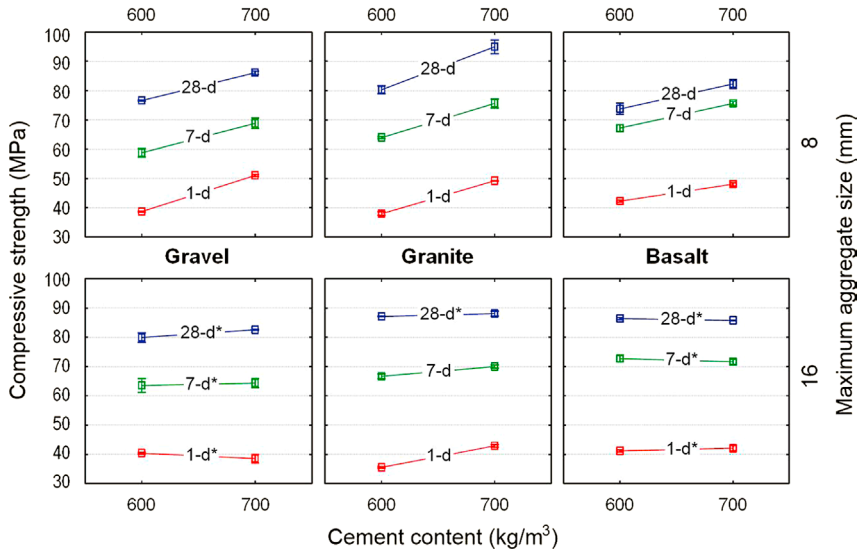 600 700 600 700 600 700
Compressive strength (MPa)
100
90
80
70
60
50
40
30
28-d
7-d
1-d
28-d
7-d
1-d
28-d
7-d
1-d
8
Maximum aggregate size (mm)
Gravel Granite Basalt
100
90
80
70
60
50
40
30
28-d*
7-d*
1-d*
28-d*
7-d
1-d
28-d*
7-d*
1-d*
16
600 700 600 700 600 700
Cement content (kg/m³)